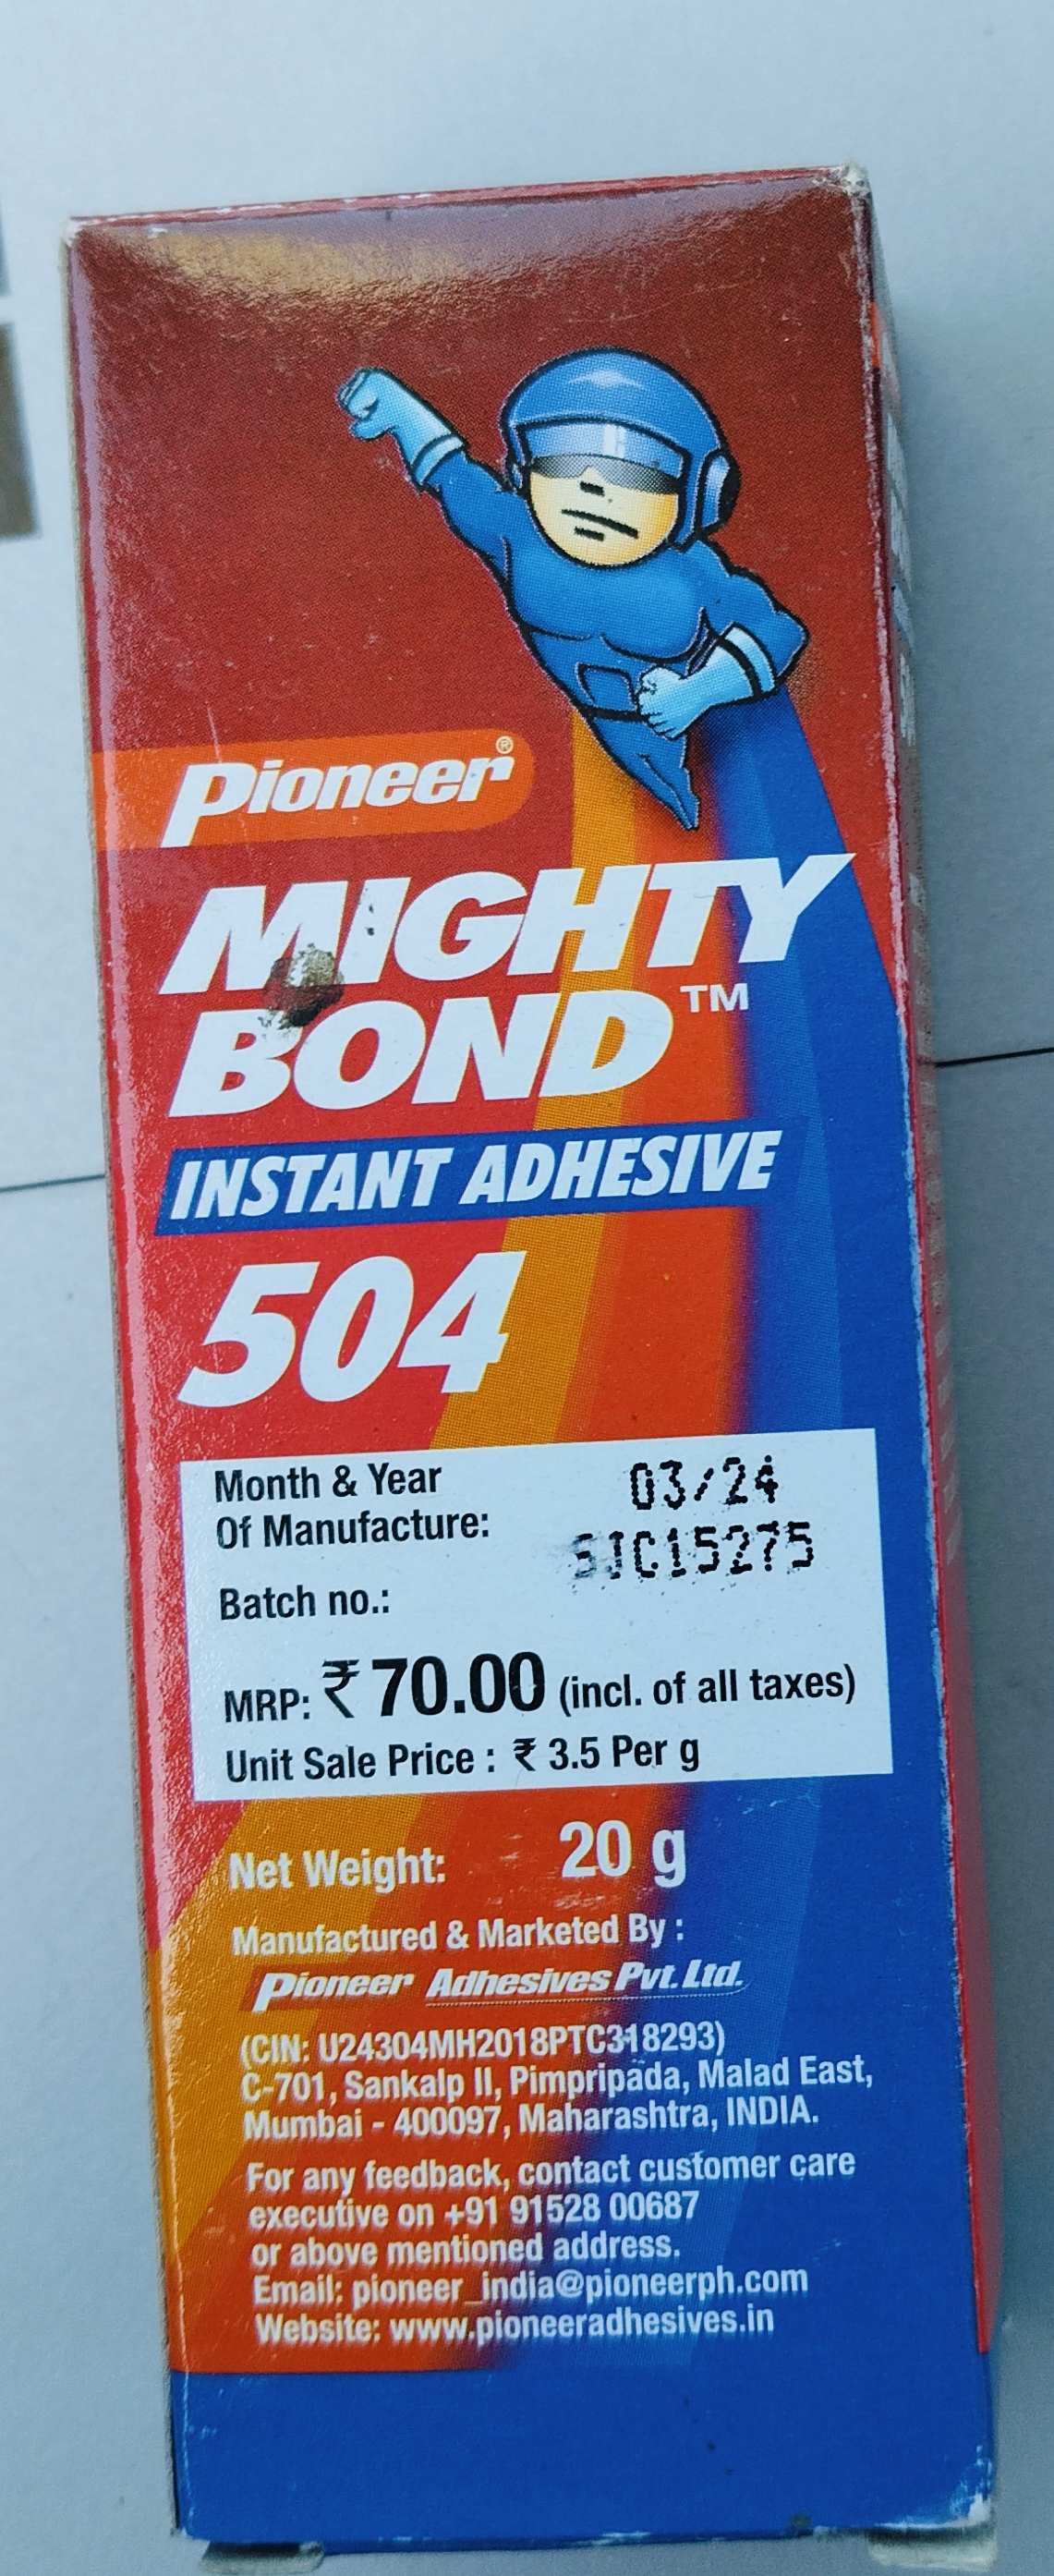 Pioneer®
MIGHTY
BOND™
INSTANT ADHESIVE
504
Month & Year 03/24
Of Manufacture:
SJC15275
Batch no.:
MRP: ₹ 70.00 (incl. of all taxes)
Unit Sale Price : ₹ 3.5 Per g
Net Weight: 20 g
Manufactured & Marketed By :
Pioneer Adhesives Pvt. Ltd.
(CIN: U24304MH2018PTC318293)
C-701, Sankalp II, Pimpripada, Malad East,
Mumbai - 400097, Maharashtra, INDIA.
For any feedback, contact customer care
executive on +91 91528 00687
or above mentioned address.
Email: pioneer_india@pioneerph.com
Website: www.pioneeradhesives.in